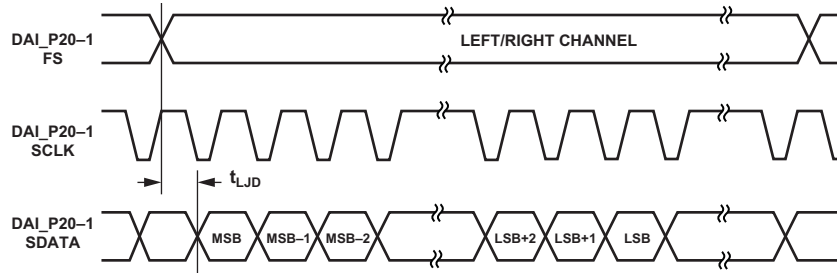 DAI_P20–1
FS
LEFT/RIGHT CHANNEL
DAI_P20–1
SCLK
tLJD
DAI_P20–1
SDATA
MSB
MSB–1
MSB–2
LSB+2
LSB+1
LSB